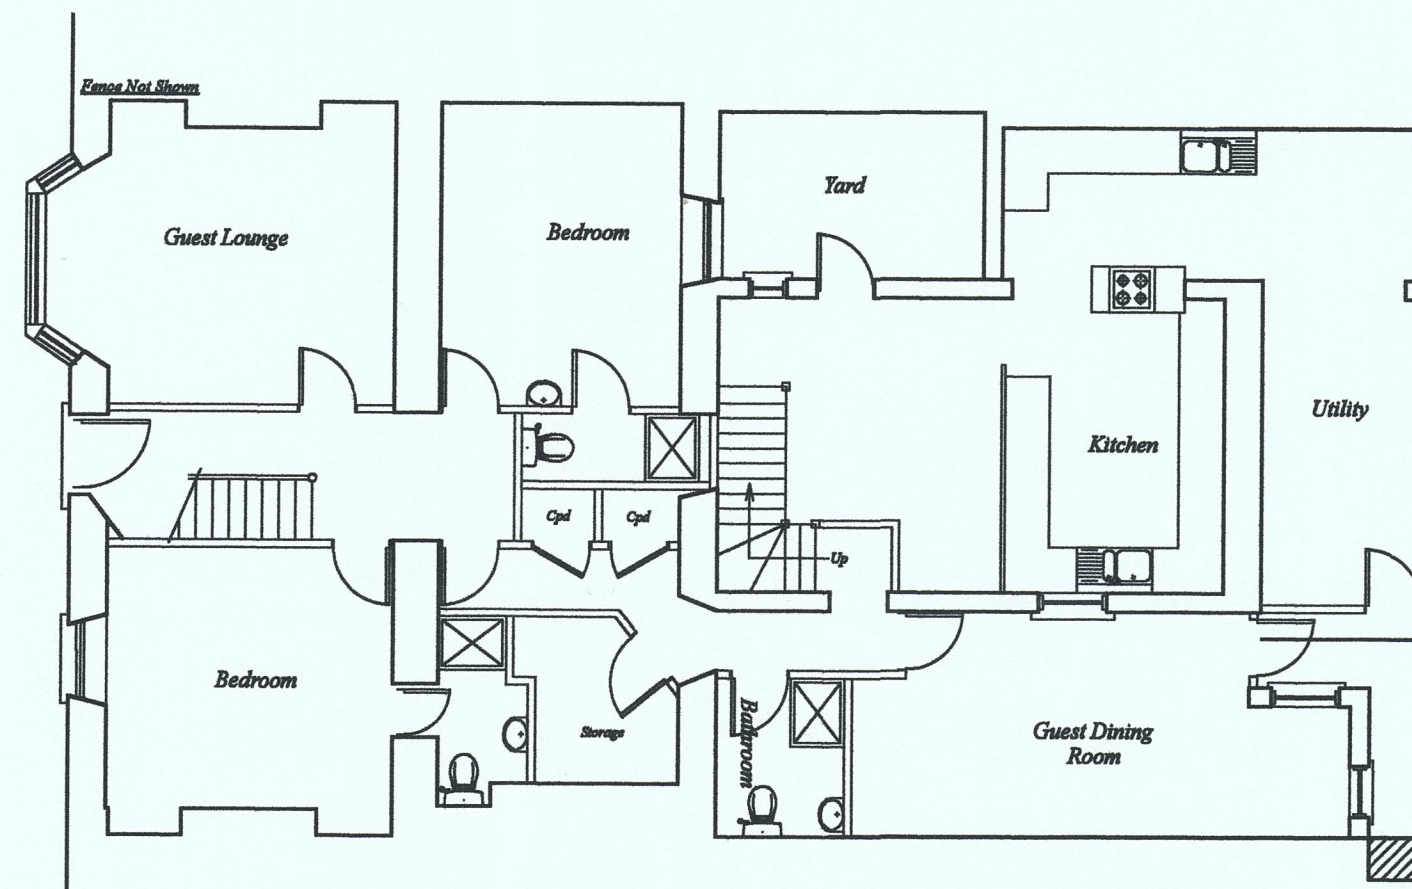 Fence Not Shown
Guest Lounge
Bedroom
Yard
Kitchen
Utility
Cpd
Cpd
Up
Bedroom
Storage
Bathroom
Guest Dining
Room